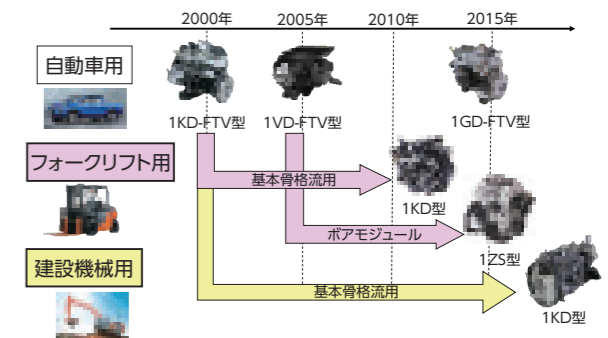 2000年 2005年 2010年 2015年
自動車用
1KD-FTV型 1VD-FTV型 1GD-FTV型
フォークリフト用
基本骨格流用
1KD型
ボアモジュール
1ZS型
建設機械用
基本骨格流用
1KD型